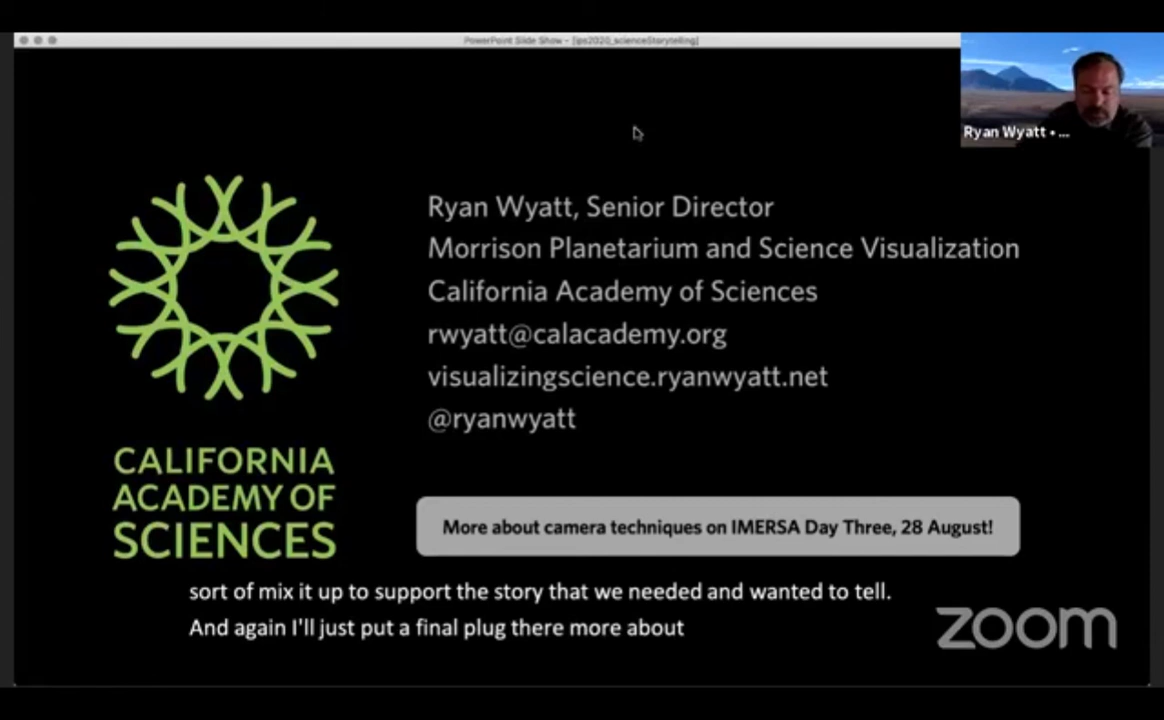 PowerPoint Slide Show - [ips2020_scienceStorytelling]
Ryan Wyatt • ...
Ryan Wyatt, Senior Director
Morrison Planetarium and Science Visualization
California Academy of Sciences
rwyatt@calacademy.org
visualizingscience.ryanwyatt.net
@ryanwyatt
CALIFORNIA
ACADEMY OF
SCIENCES
More about camera techniques on IMERSA Day Three, 28 August!
sort of mix it up to support the story that we needed and wanted to tell.
And again I'll just put a final plug there more about
zoom